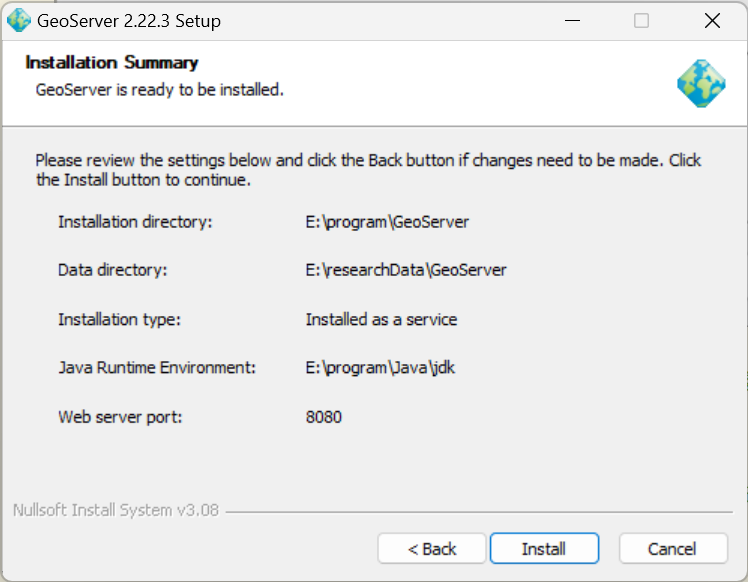 GeoServer 2.22.3 Setup
Installation Summary
GeoServer is ready to be installed.
Please review the settings below and click the Back button if changes need to be made. Click
the Install button to continue.
Installation directory: E:\program\GeoServer
Data directory: E:\researchData\GeoServer
Installation type: Installed as a service
Java Runtime Environment: E:\program\Java\jdk
Web server port: 8080
Nullsoft Install System v3.08
< Back Install Cancel